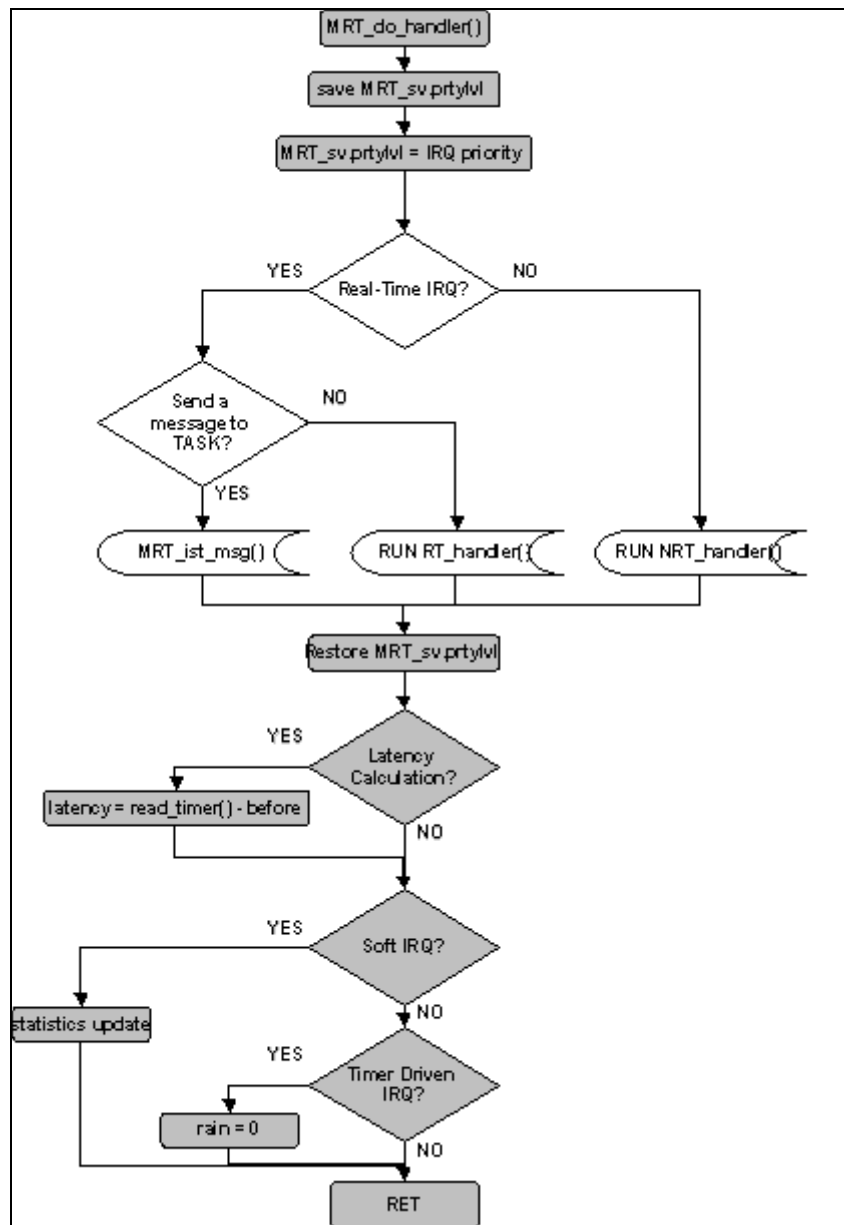 MRT_do_handler()
save MRT_sv.prtylvl
MRT_sv.prtylvl = IRQ priority
YES
NO
Real-Time IRQ?
Send a
message to
TASK?
NO
YES
MRT_ist_msg()
RUN RT_handler()
RUN NRT_handler()
Restore MRT_sv.prtylvl
YES
Latency
Calculation?
latency = read_timer() - before
NO
YES
Soft IRQ?
NO
statistics update
YES
Timer Driven
IRQ?
rain = 0
NO
RET